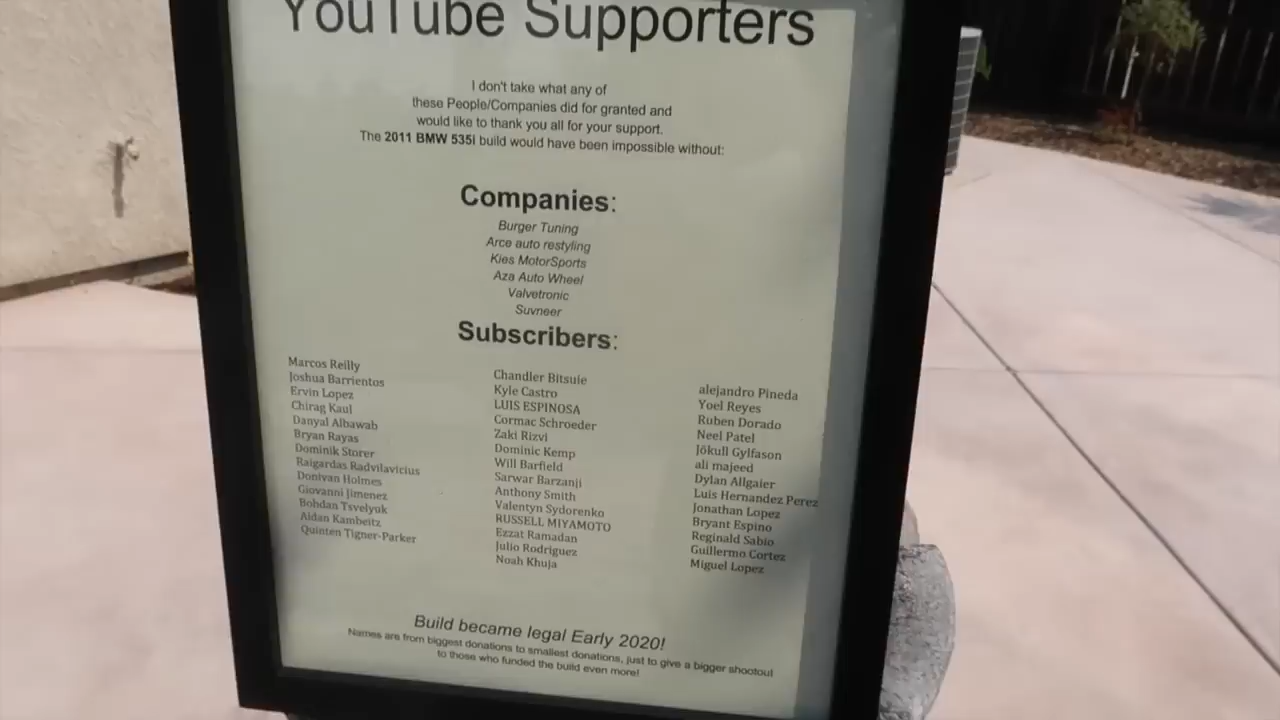 YouTube Supporters
I don't take what any of
these People/Companies did for granted and
would like to thank you all for your support.
The 2011 BMW 535i build would have been impossible without:
Companies:
Burger Tuning
Arce auto restyling
Kies MotorSports
Aza Auto Wheel
Valvetronic
Suvneer
Subscribers:
Marcos Reilly
Joshua Barrientos
Ervin Lopez
Chirag Kaul
Danyal Albawab
Bryan Rayas
Dominik Storer
Raigardas Radvilavicius
Donivan Holmes
Giovanni Jimenez
Bohdan Tsvelyuk
Aidan Kambeitz
Quinten Tigner-Parker
Chandler Bitsuie
Kyle Castro
LUIS ESPINOSA
Cormac Schroeder
Zaki Rizvi
Dominic Kemp
Will Barfield
Sarwar Barzanji
Anthony Smith
Valentyn Sydorenko
RUSSELL MIYAMOTO
Ezzat Ramadan
Julio Rodriguez
Noah Khuja
alejandro Pineda
Yoel Reyes
Ruben Dorado
Neel Patel
Jökull Gylfason
ali majeed
Dylan Allgaier
Luis Hernandez Perez
Jonathan Lopez
Bryant Espino
Reginald Sabio
Guillermo Cortez
Miguel Lopez
Build became legal Early 2020!
Names are from biggest donations to smallest donations, just to give a bigger shootout
to those who funded the build even more!